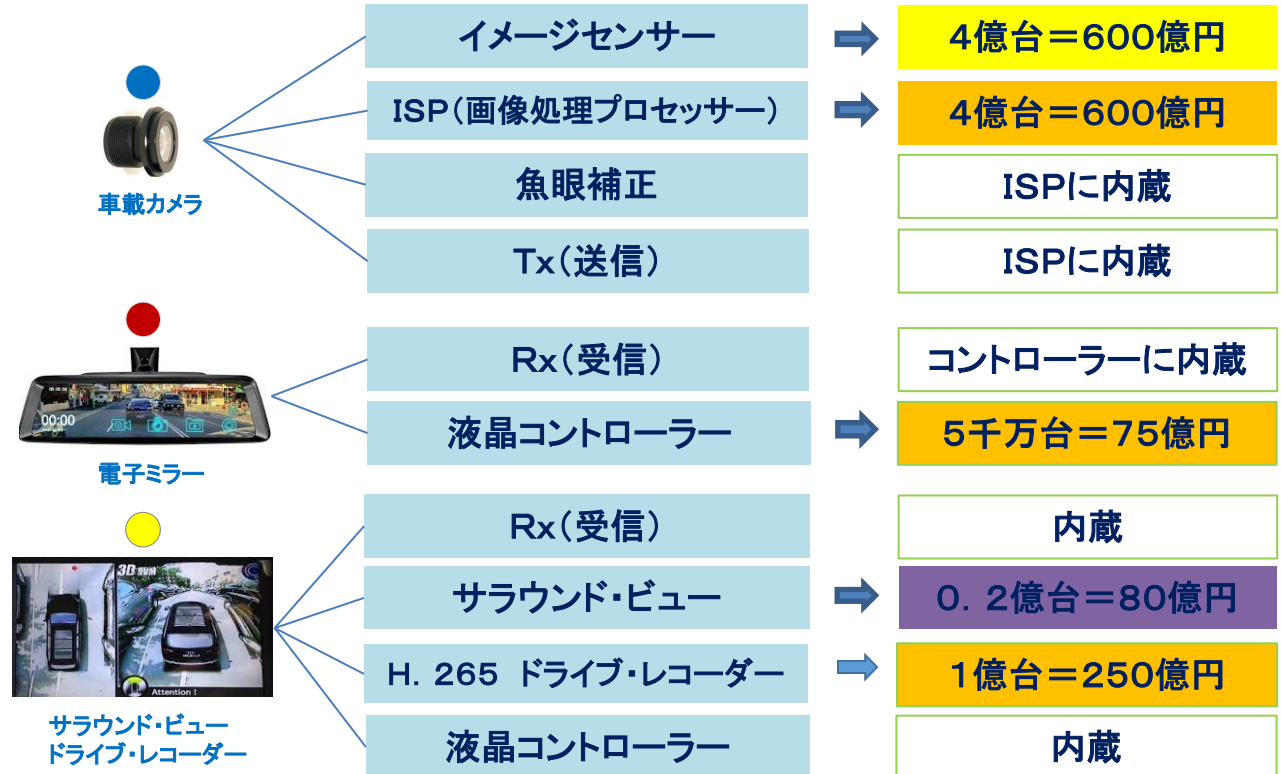 イメージセンサー
4億台=600億円
ISP(画像処理プロセッサー)
4億台=600億円
魚眼補正
ISPに内蔵
Tx(送信)
ISPに内蔵
車載カメラ
Rx(受信)
コントローラーに内蔵
液晶コントローラー
5千万台=75億円
00:00
電子ミラー
Rx(受信)
内蔵
サラウンド・ビュー
0.2億台=80億円
H.265 ドライブ・レコーダー
1億台=250億円
液晶コントローラー
内蔵
3D SVM
Attention !
サラウンド・ビュー
ドライブ・レコーダー